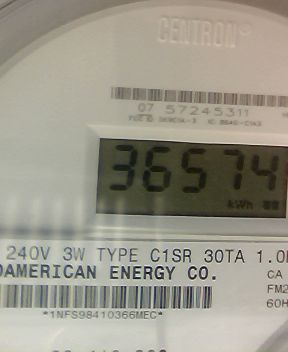 CENTRON®
07 57245311
36574
kWh
240V 3W TYPE C1SR 30TA 1.0
DAMERICAN ENERGY CO.
CA
FM2
60H
*1NFS98410366MEC*